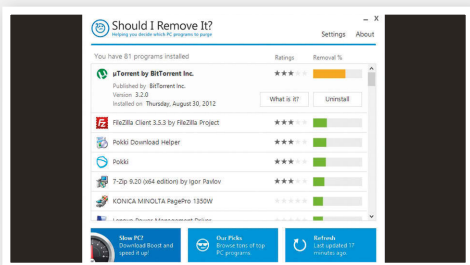 Should I Remove It?
Helping you decide which PC programs to purge
Settings About
You have 81 programs installed Ratings Removal %
µTorrent by BitTorrent Inc.
Published by BitTorrent Inc.
Version 3.2.0
Installed on Thursday, August 30, 2012
What is it? Uninstall
FileZilla Client 3.5.3 by FileZilla Project
Pokki Download Helper
Pokki
7-Zip 9.20 (x64 edition) by Igor Pavlov
KONICA MINOLTA PagePro 1350W
Lenovo Power Management Driver
Slow PC?
Download Boost and
speed it up!
Our Picks
Browse tons of top
PC programs.
Refresh
Last updated 17
minutes ago.